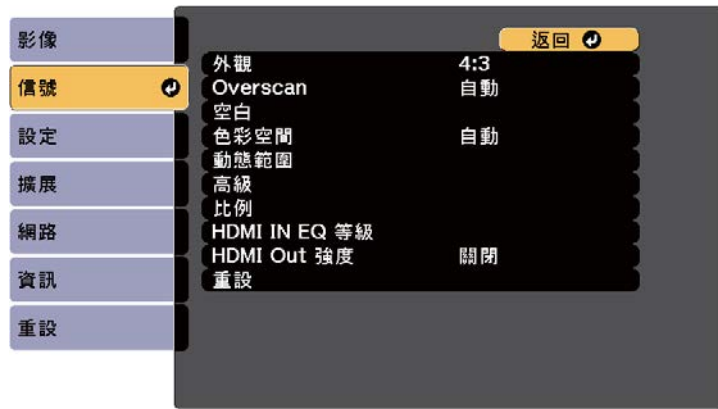 影像
信號
設定
擴展
網路
資訊
重設
返回
外觀 4:3
Overscan 自動
空白
色彩空間 自動
動態範圍
高級
比例
HDMI IN EQ 等級
HDMI Out 強度 關閉
重設